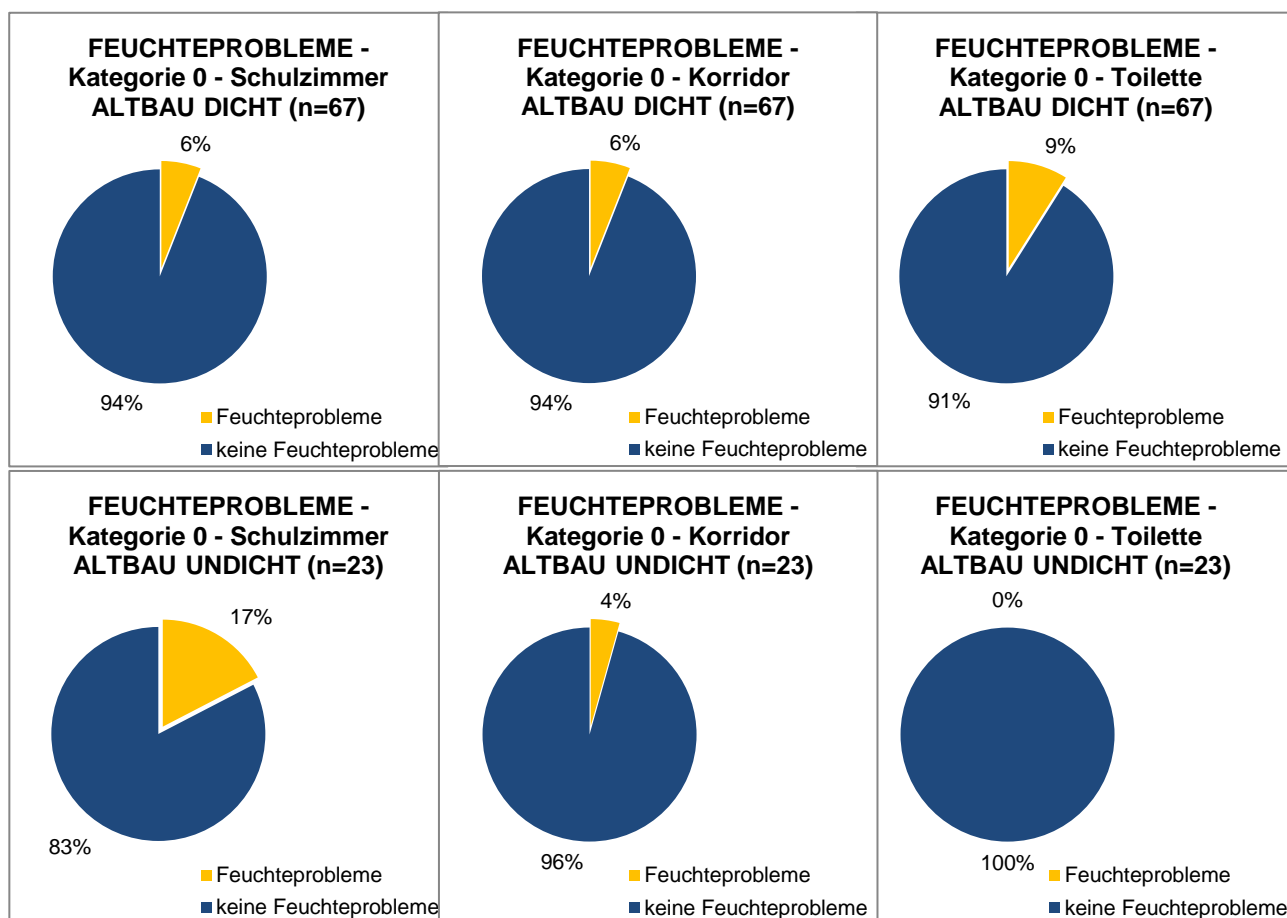 FEUCHTEPROBLEME -
Kategorie 0 - Schulzimmer
ALTBAU DICHT (n=67)
6%
94%
Feuchteprobleme
keine Feuchteprobleme
FEUCHTEPROBLEME -
Kategorie 0 - Korridor
ALTBAU DICHT (n=67)
6%
94%
Feuchteprobleme
keine Feuchteprobleme
FEUCHTEPROBLEME -
Kategorie 0 - Toilette
ALTBAU DICHT (n=67)
9%
91%
Feuchteprobleme
keine Feuchteprobleme
FEUCHTEPROBLEME -
Kategorie 0 - Schulzimmer
ALTBAU UNDICHT (n=23)
17%
83%
Feuchteprobleme
keine Feuchteprobleme
FEUCHTEPROBLEME -
Kategorie 0 - Korridor
ALTBAU UNDICHT (n=23)
4%
96%
Feuchteprobleme
keine Feuchteprobleme
FEUCHTEPROBLEME -
Kategorie 0 - Toilette
ALTBAU UNDICHT (n=23)
0%
100%
Feuchteprobleme
keine Feuchteprobleme